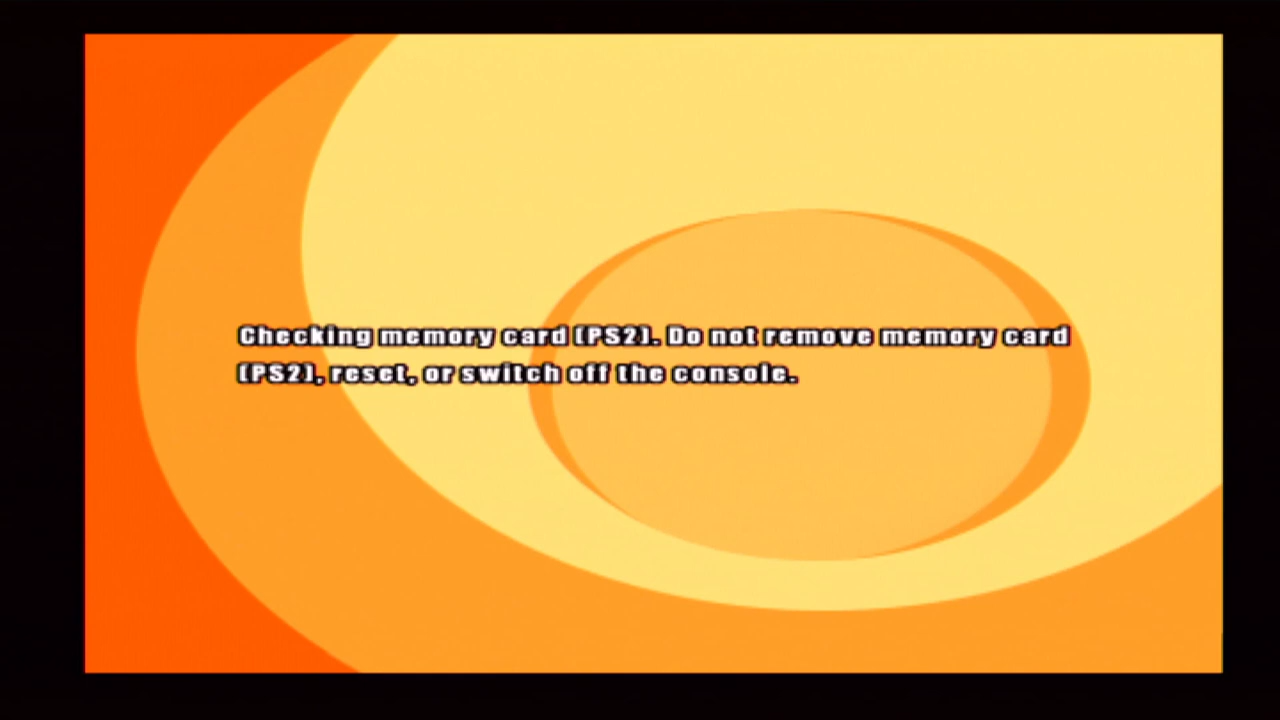 Checking memory card (PS2). Do not remove memory card
(PS2), reset, or switch off the console.